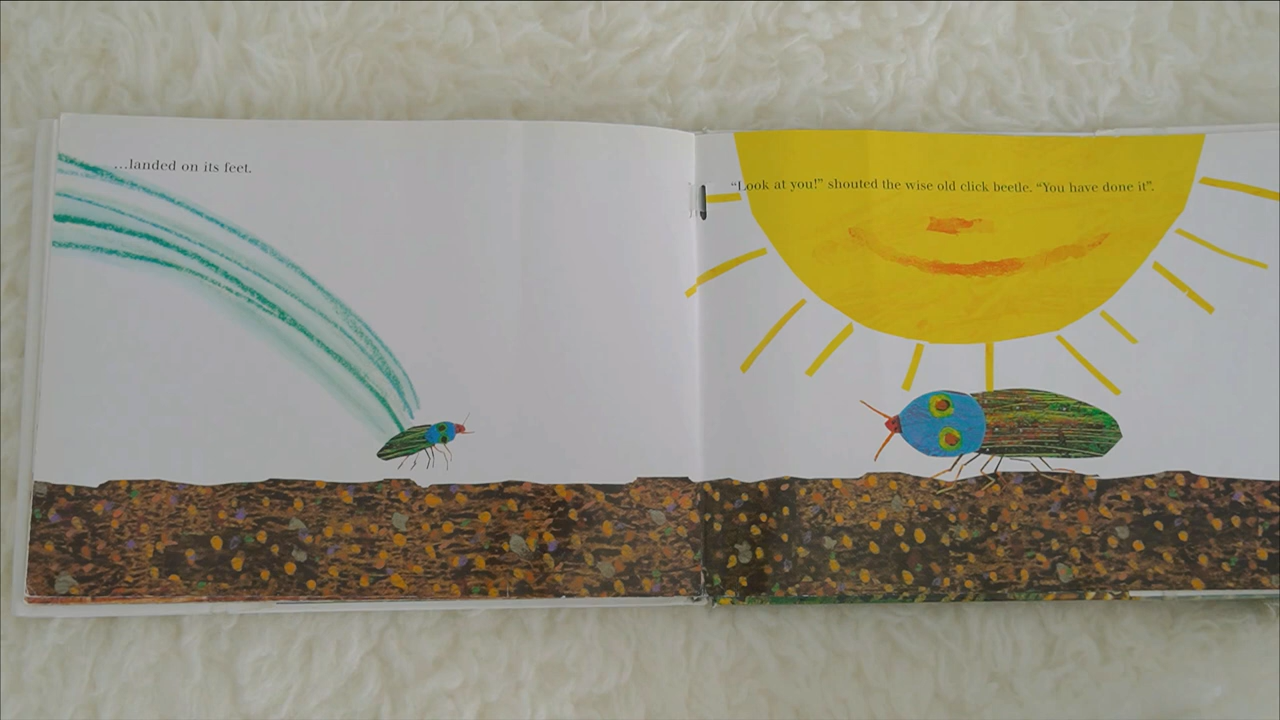 ...landed on its feet.
“Look at you!” shouted the wise old click beetle. “You have done it”.